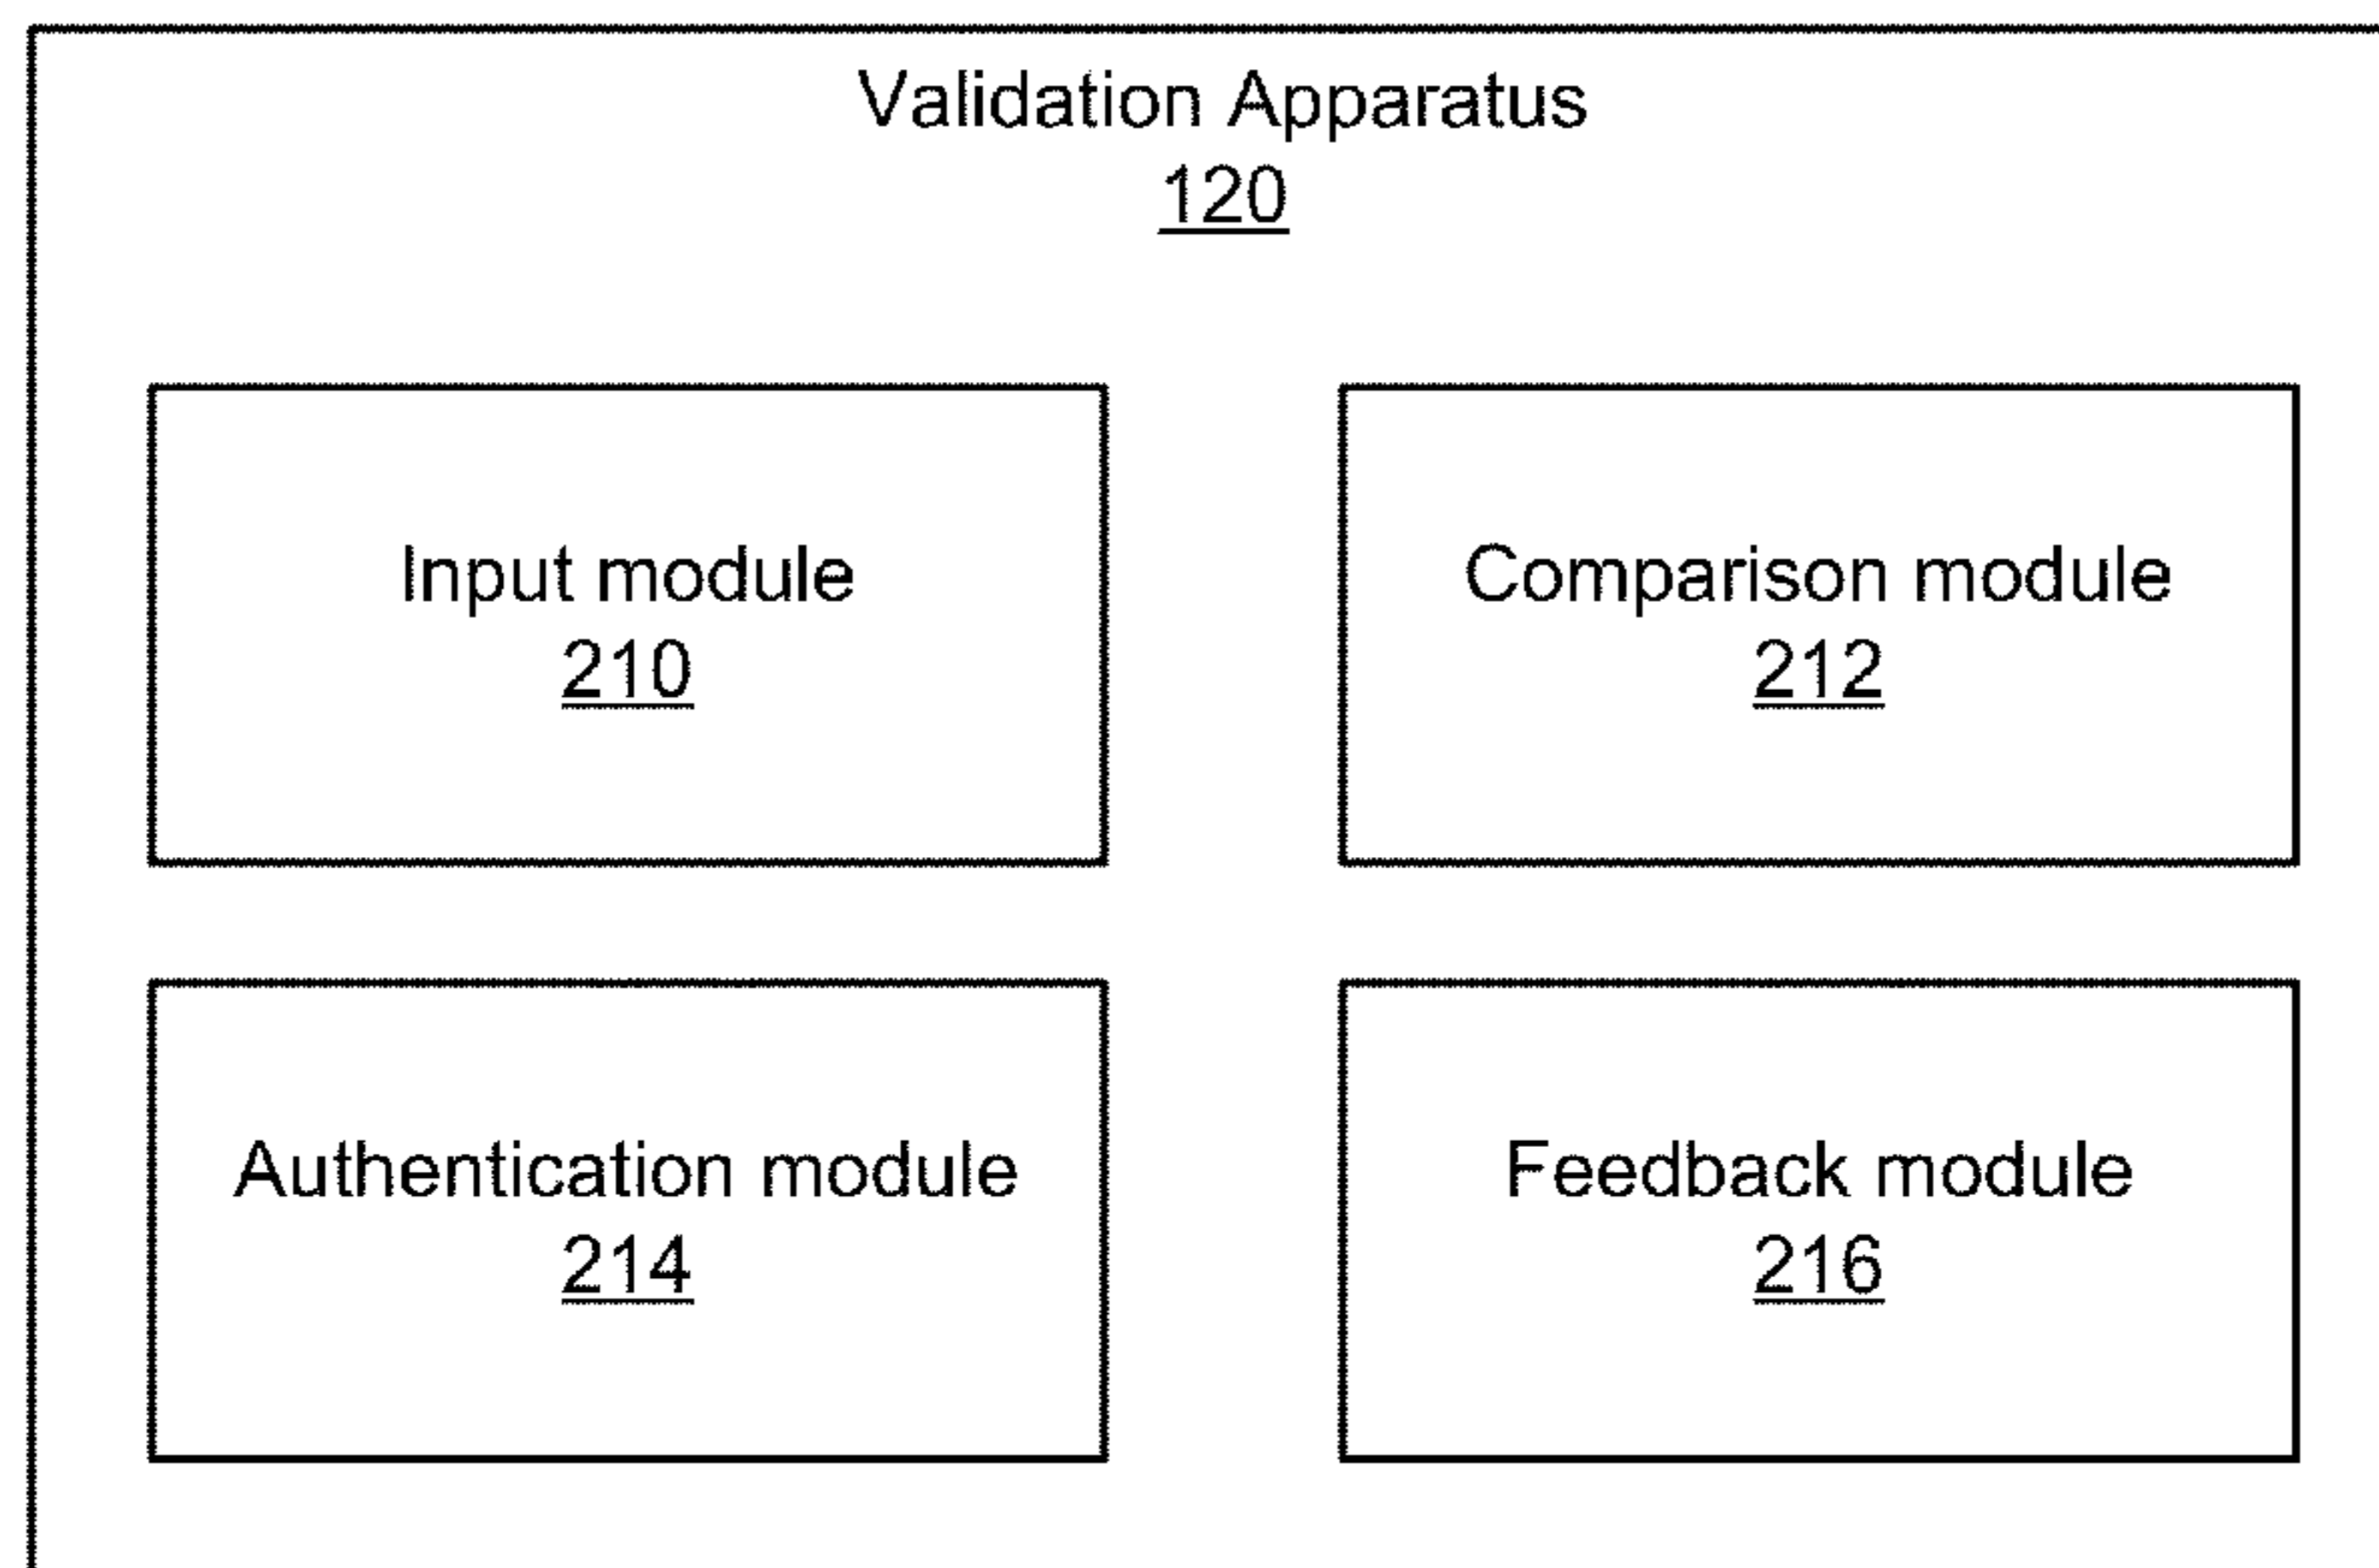 Validation Apparatus
120
Input module
210
Comparison module
212
Authentication module
214
Feedback module
216